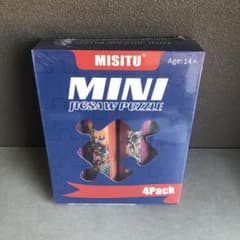 MISITU®
Age: 14+
MINI
JIGSAW PUZZLE
4Pack